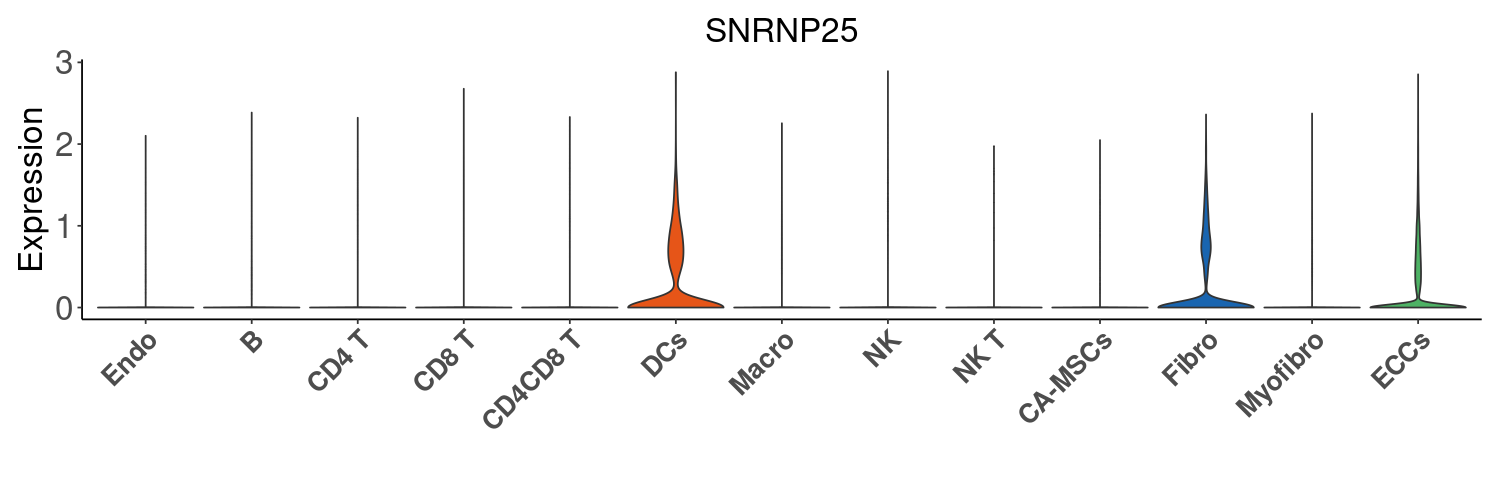 SNRNP25
Expression
3
2
1
0
Endo
B
CD4 T
CD8 T
CD4CD8 T
DCs
Macro
NK
NK T
CA-MSCs
Fibro
Myofibro
ECCs